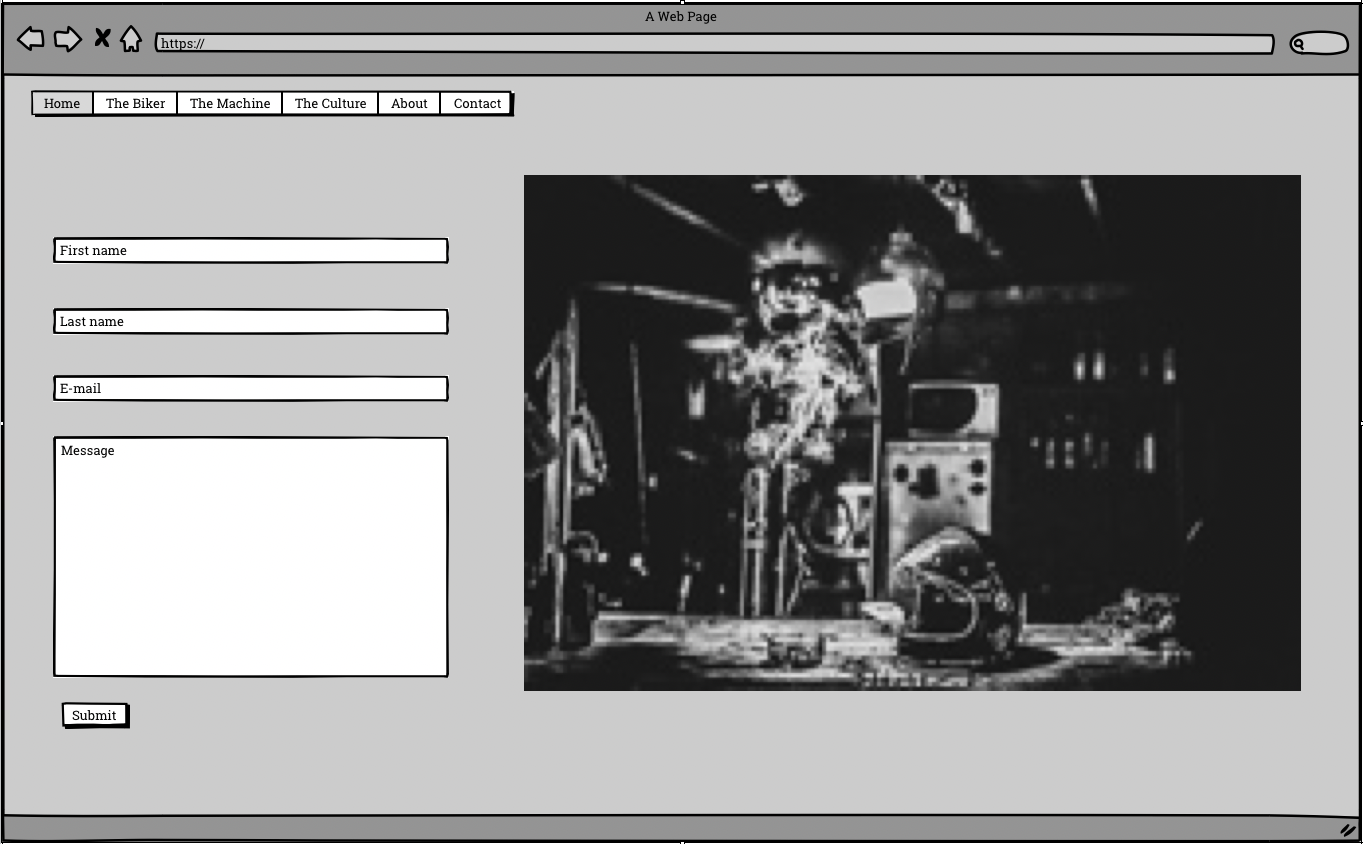 A Web Page
https://
Home The Biker The Machine The Culture About Contact
First name
Last name
E-mail
Message
Submit